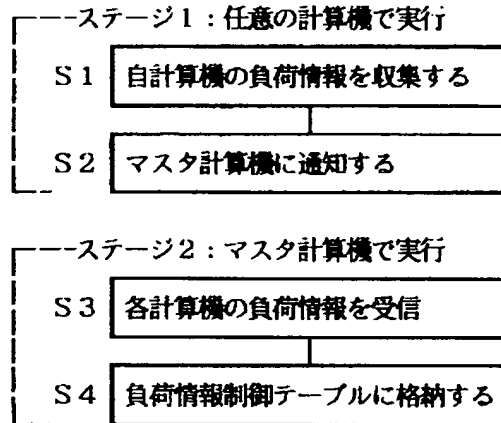 ステージ1:任意の計算機で実行
S1 自計算機の負荷情報を収集する
S2 マスタ計算機に通知する
ステージ2:マスタ計算機で実行
S3 各計算機の負荷情報を受信
S4 負荷情報制御テーブルに格納する